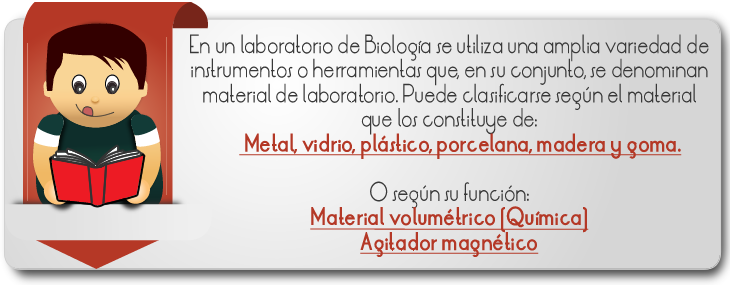 En un laboratorio de Biología se utiliza una amplia variedad de
instrumentos o herramientas que, en su conjunto, se denominan
material de laboratorio. Puede clasificarse según el material
que los constituye de:
Metal, vidrio, plástico, porcelana, madera y goma.
O según su función:
Material volumétrico (Química)
Agitador magnético